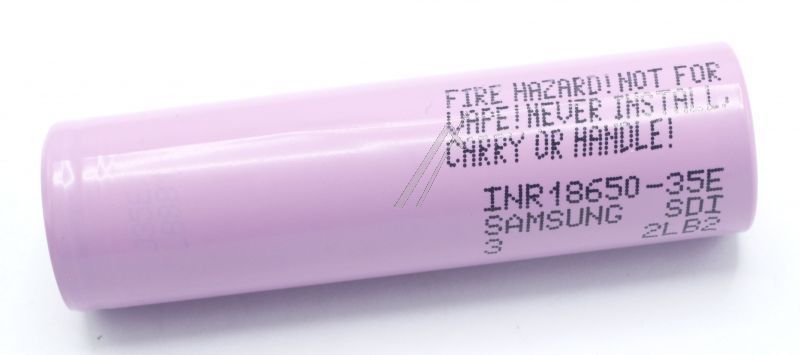 FIRE HAZARD! NOT FOR
VAPE! NEVER INSTALL,
CARRY OR HANDLE!
INR18650-35E
SAMSUNG SDI
3 2LB2